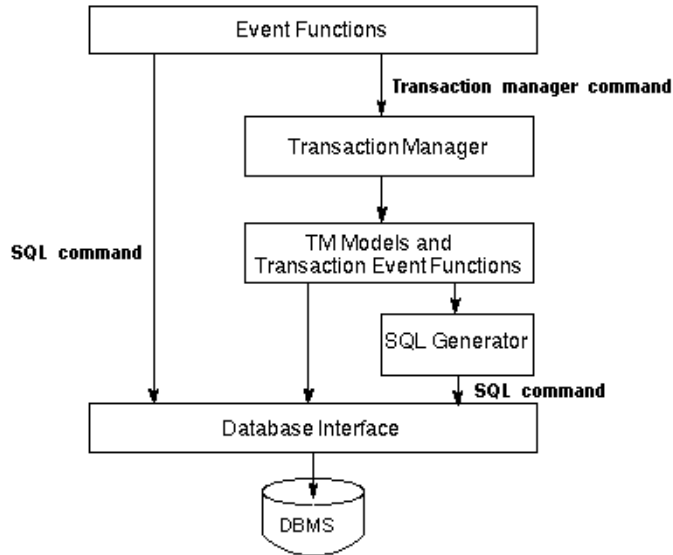 Event Functions
Transaction manager command
Transaction Manager
SQL command
TM Models and
Transaction Event Functions
SQL Generator
SQL command
Database Interface
DBMS